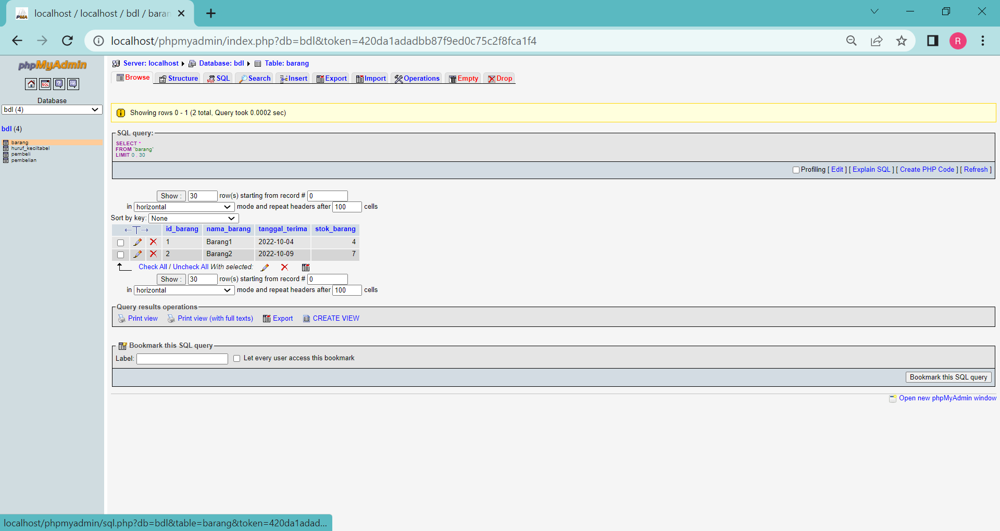 localhost / localhost / bdl / baran
localhost/phpmyadmin/index.php?db=bdl&token=420da1adadbb87f9ed0c75c2f8fca1f4
R
phpMyAdmin
SQL
Database
bdl (4)
bdl (4)
barang
huruf_keciltabel
pembeli
pembelian
Server: localhost Database: bdl Table: barang
Browse Structure SQL Search Insert Export Import Operations Empty Drop
Showing rows 0 - 1 (2 total, Query took 0.0002 sec)
SQL query:
SELECT *
FROM `barang`
LIMIT 0 , 30
Profiling [ Edit ] [ Explain SQL ] [ Create PHP Code ] [ Refresh ]
Show : 30 row(s) starting from record # 0
in horizontal mode and repeat headers after 100 cells
Sort by key: None
←T→ id_barang nama_barang tanggal_terima stok_barang
1 Barang1 2022-10-04 4
2 Barang2 2022-10-09 7
Check All / Uncheck All With selected:
Show : 30 row(s) starting from record # 0
in horizontal mode and repeat headers after 100 cells
Query results operations
Print view Print view (with full texts) Export CREATE VIEW
Bookmark this SQL query
Label: Let every user access this bookmark
Bookmark this SQL query
Open new phpMyAdmin window
localhost/phpmyadmin/sql.php?db=bdl&table=barang&token=420da1adad...